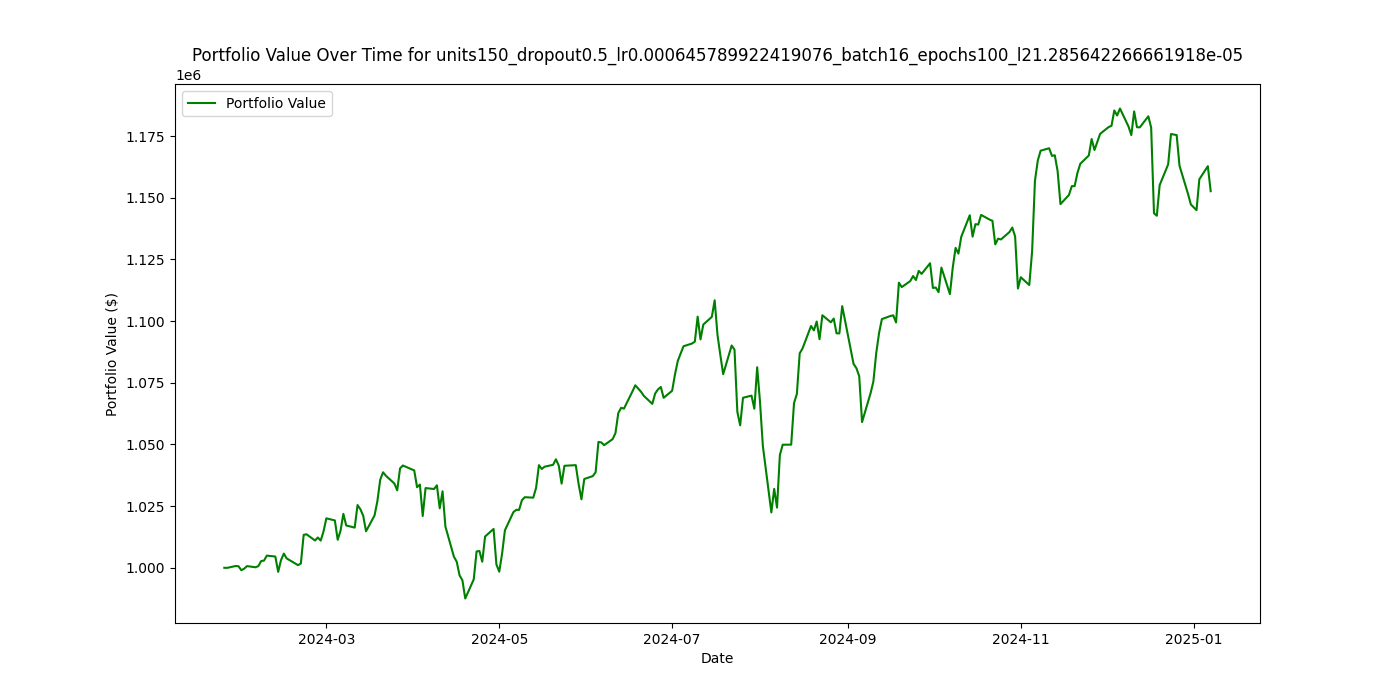 Portfolio Value Over Time for units150_dropout0.5_lr0.000645789922419076_batch16_epochs100_l21.285642266661918e-05
1e6
Portfolio Value
1.175
1.150
1.125
1.100
1.075
1.050
1.025
1.000
Portfolio Value ($)
2024-03 2024-05 2024-07 2024-09 2024-11 2025-01
Date